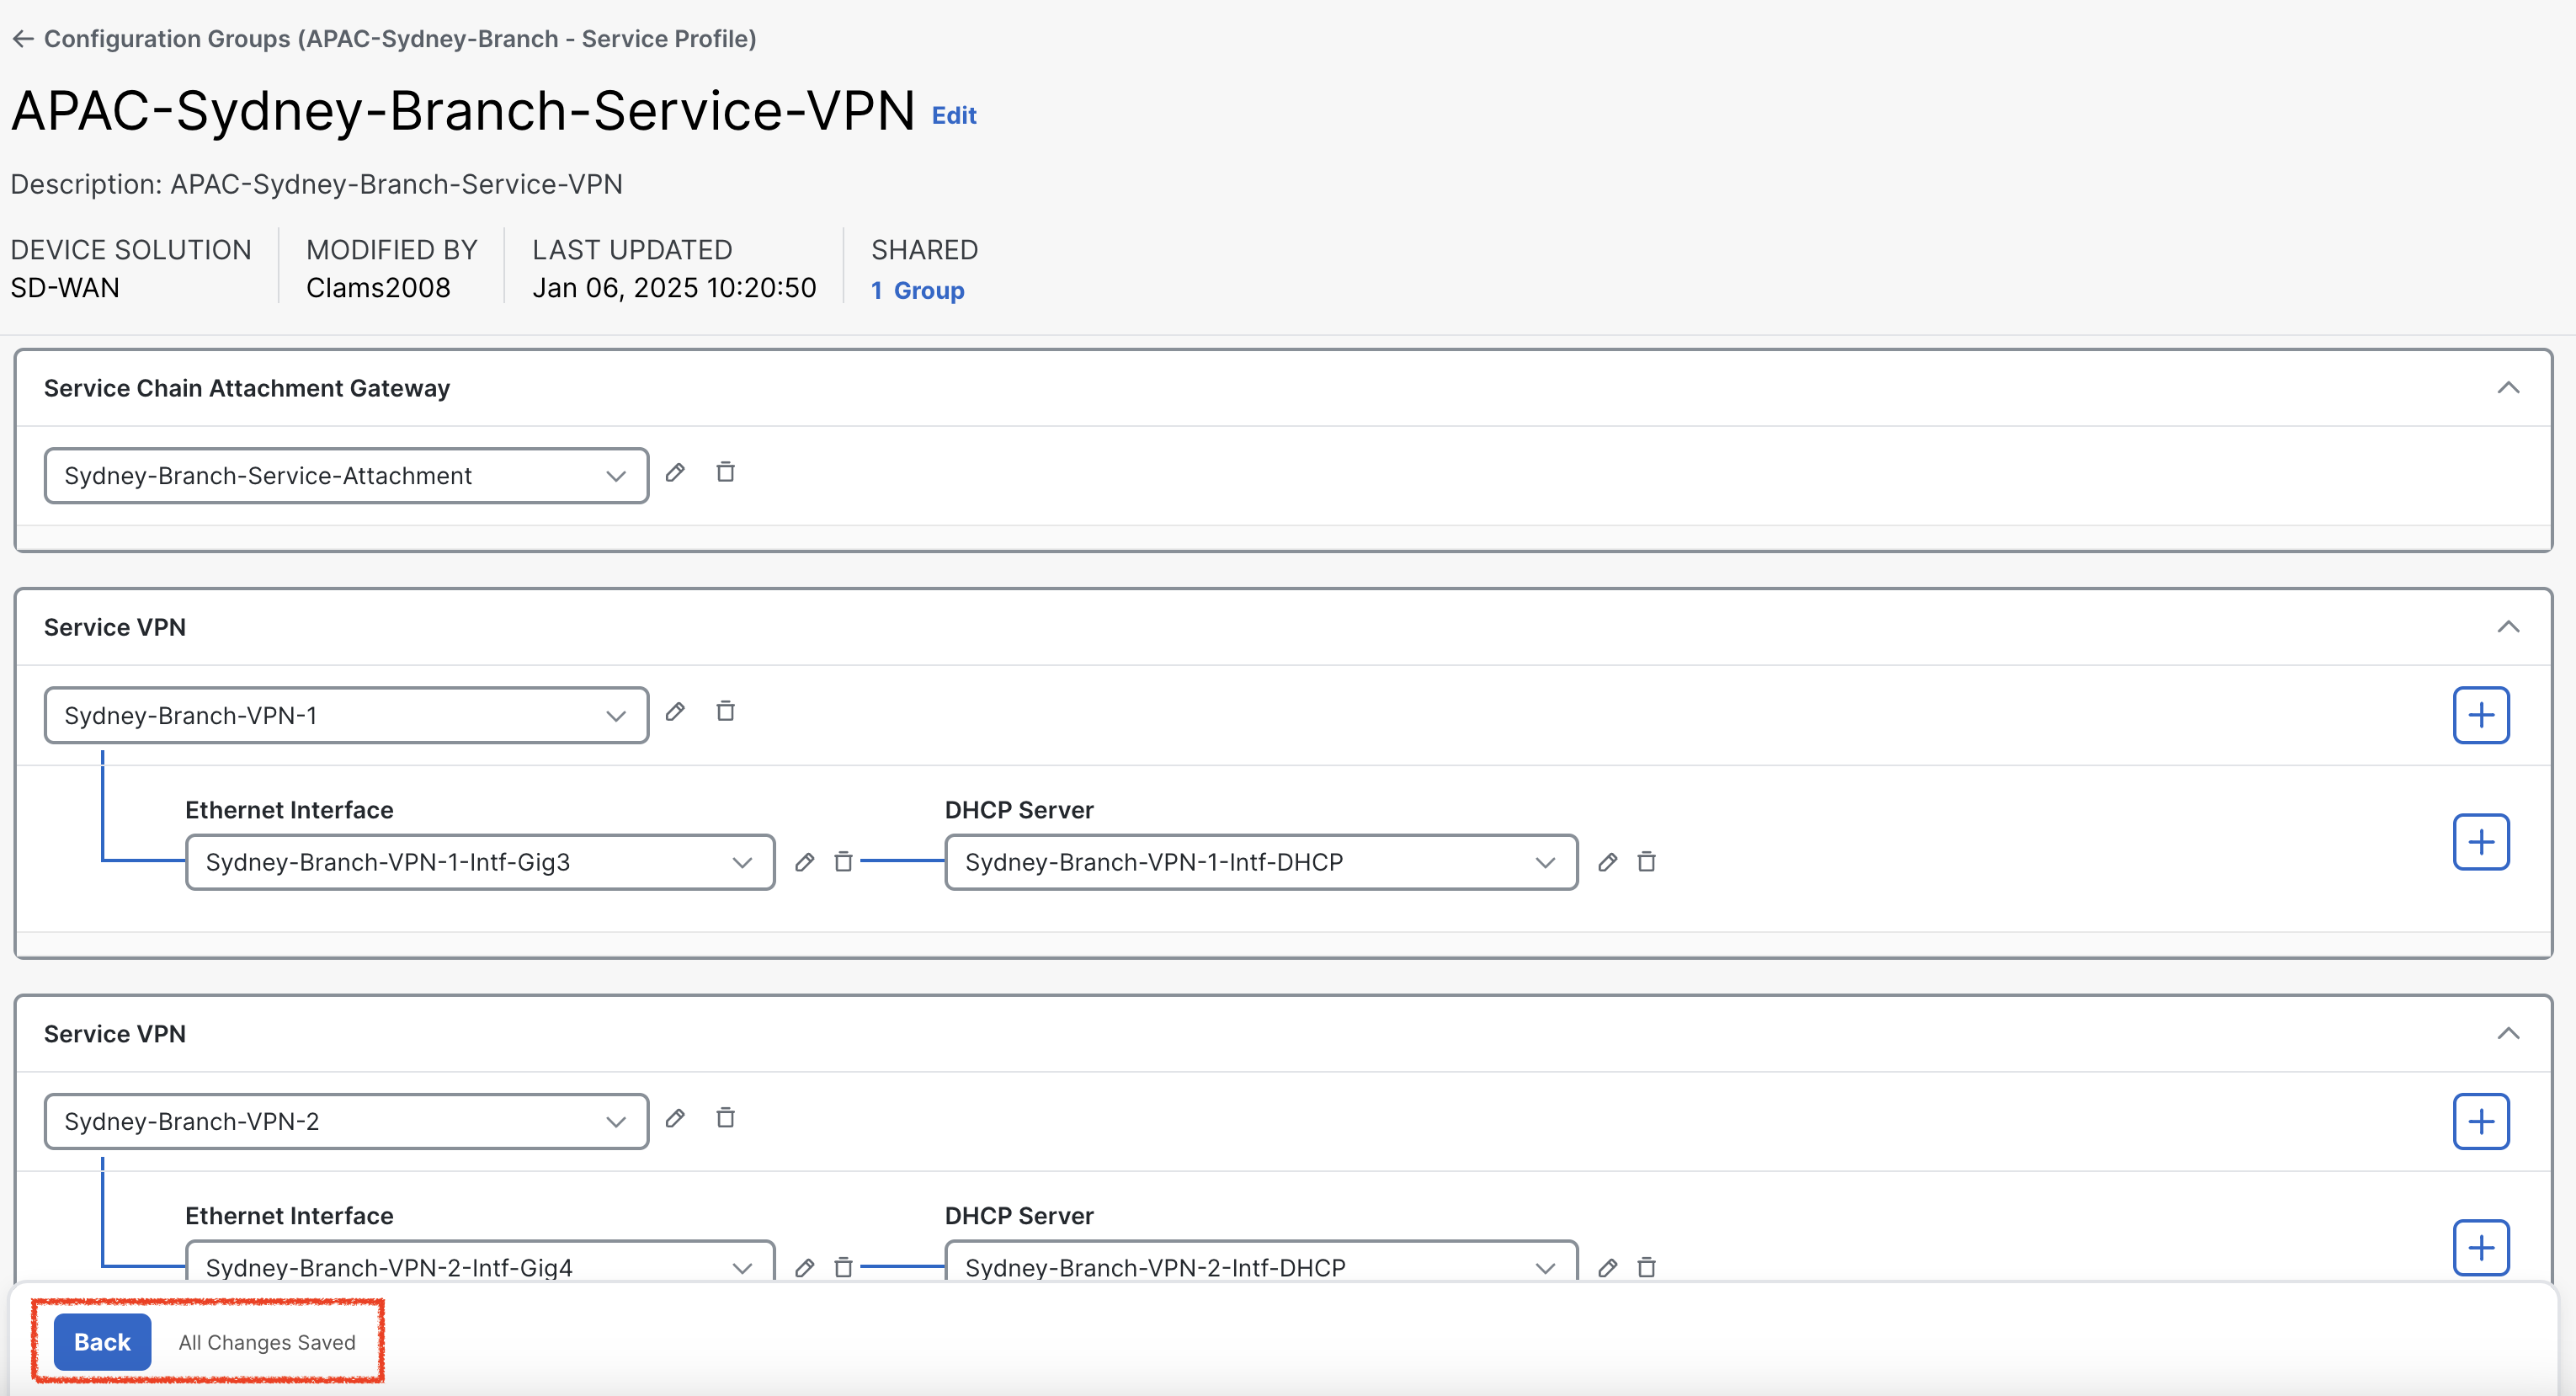 Configuration Groups (APAC-Sydney-Branch - Service Profile)
APAC-Sydney-Branch-Service-VPN Edit
Description: APAC-Sydney-Branch-Service-VPN
DEVICE SOLUTION MODIFIED BY LAST UPDATED SHARED
SD-WAN Clams2008 Jan 06, 2025 10:20:50 1 Group
Service Chain Attachment Gateway
Sydney-Branch-Service-Attachment
Service VPN
Sydney-Branch-VPN-1
Ethernet Interface DHCP Server
Sydney-Branch-VPN-1-Intf-Gig3 Sydney-Branch-VPN-1-Intf-DHCP
Service VPN
Sydney-Branch-VPN-2
Ethernet Interface DHCP Server
Sydney-Branch-VPN-2-Intf-Gig4 Sydney-Branch-VPN-2-Intf-DHCP
Back All Changes Saved